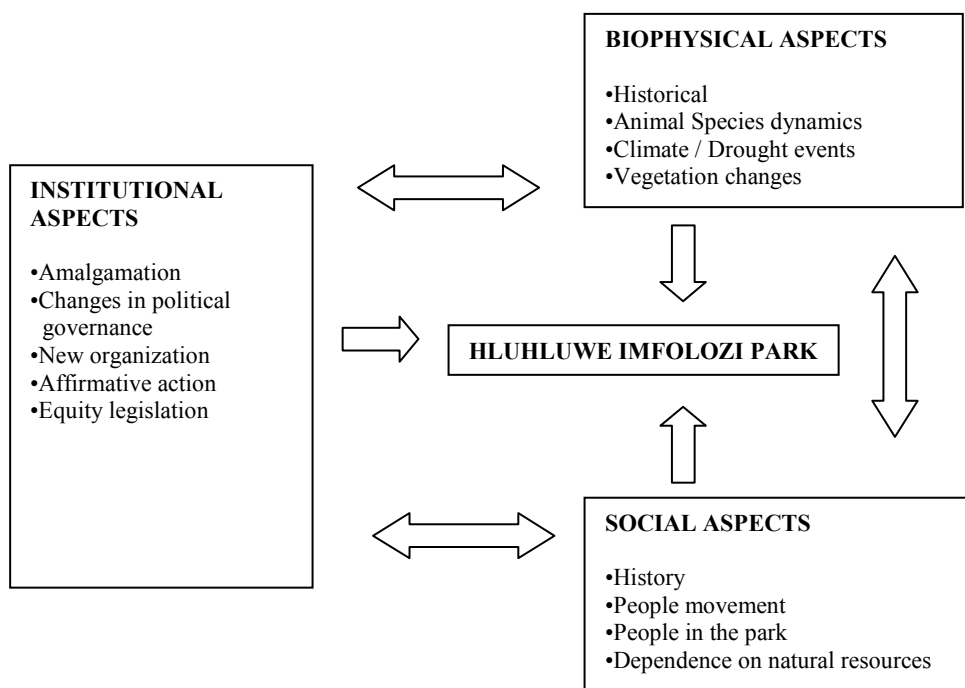 BIOPHYSICAL ASPECTS
•Historical
•Animal Species dynamics
•Climate / Drought events
•Vegetation changes
INSTITUTIONAL
ASPECTS
•Amalgamation
•Changes in political
governance
•New organization
•Affirmative action
•Equity legislation
HLUHLUWE IMFOLOZI PARK
SOCIAL ASPECTS
•History
•People movement
•People in the park
•Dependence on natural resources